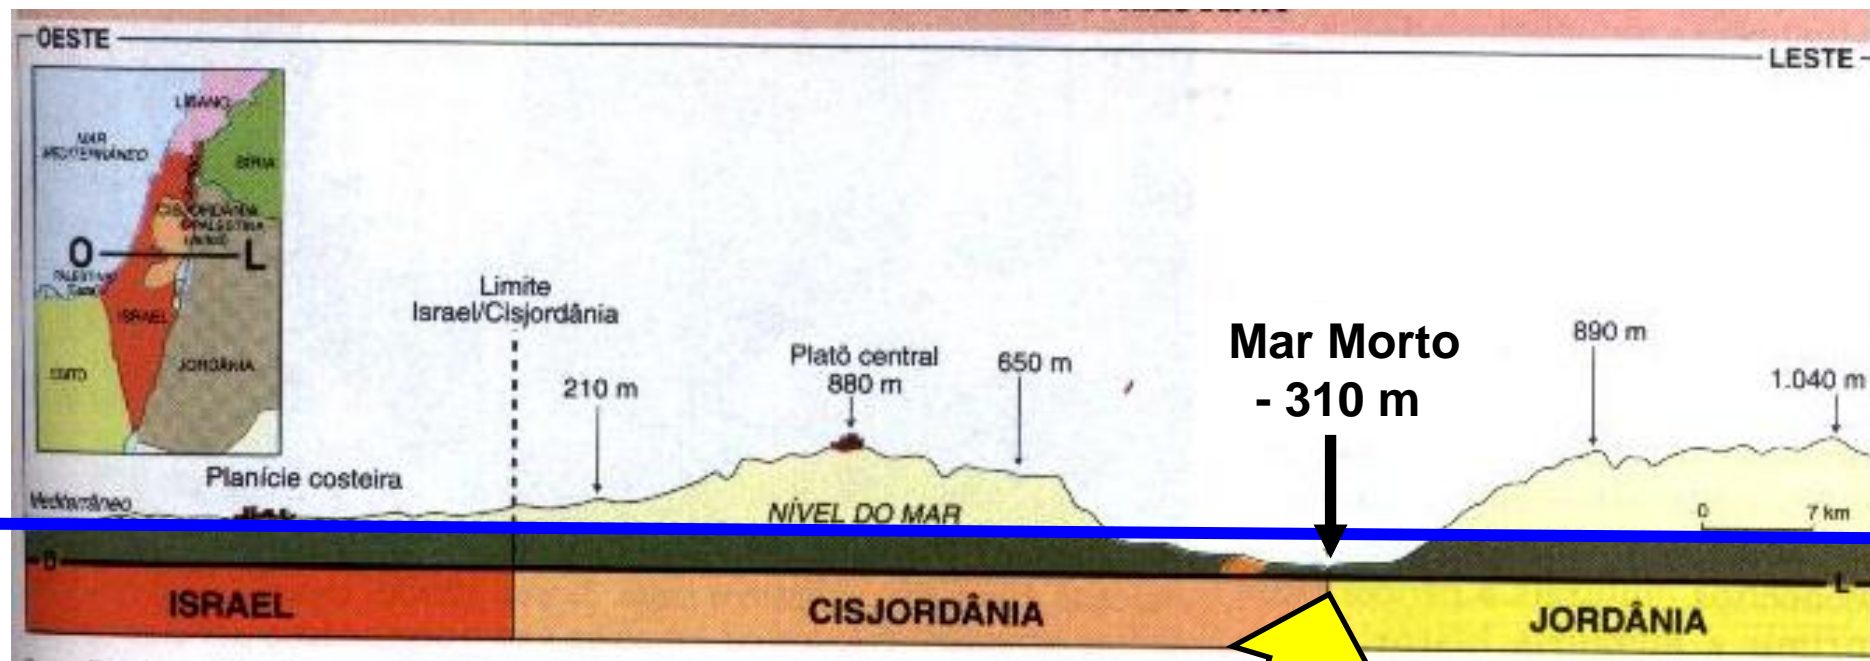 OESTE
LESTE
LÍBANO
MAR
MEDITERRÂNEO
SÍRIA
CISJORDÂNIA
O
L
ISRAEL
EGITO
JORDÂNIA
Limite
Israel/Cisjordânia
210 m
Platô central
880 m
650 m
Mar Morto
- 310 m
890 m
1.040 m
Planície costeira
Mediterrâneo
NÍVEL DO MAR
0
7 km
L
ISRAEL
CISJORDÂNIA
JORDÂNIA